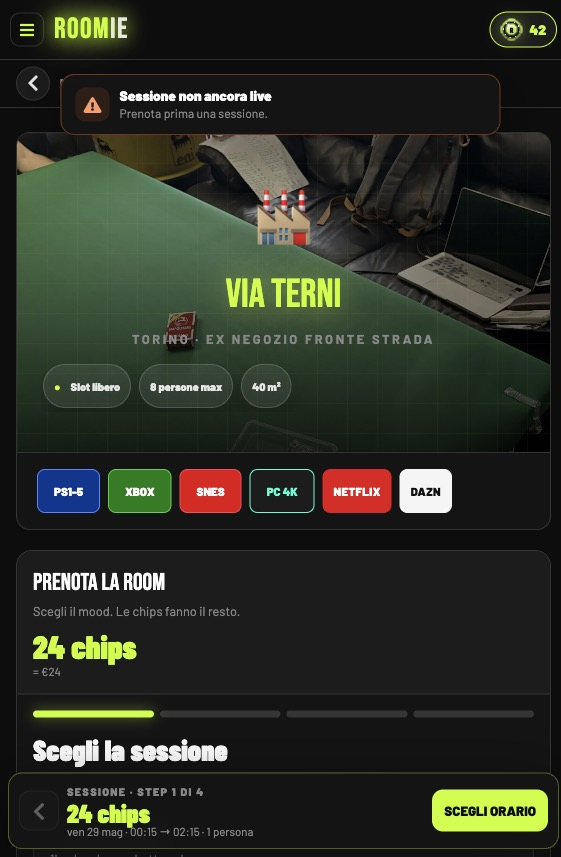 ROOMIE
42
Sessione non ancora live
Prenota prima una sessione.
VIA TERNI
TORINO · EX NEGOZIO FRONTE STRADA
Slot libero
8 persone max
40 m²
PS1-5
XBOX
SNES
PC 4K
NETFLIX
DAZN
PRENOTA LA ROOM
Scegli il mood. Le chips fanno il resto.
24 chips
= €24
Scegli la sessione
SESSIONE · STEP 1 DI 4
24 chips
ven 29 mag · 00:15 → 02:15 · 1 persona
SCEGLI ORARIO